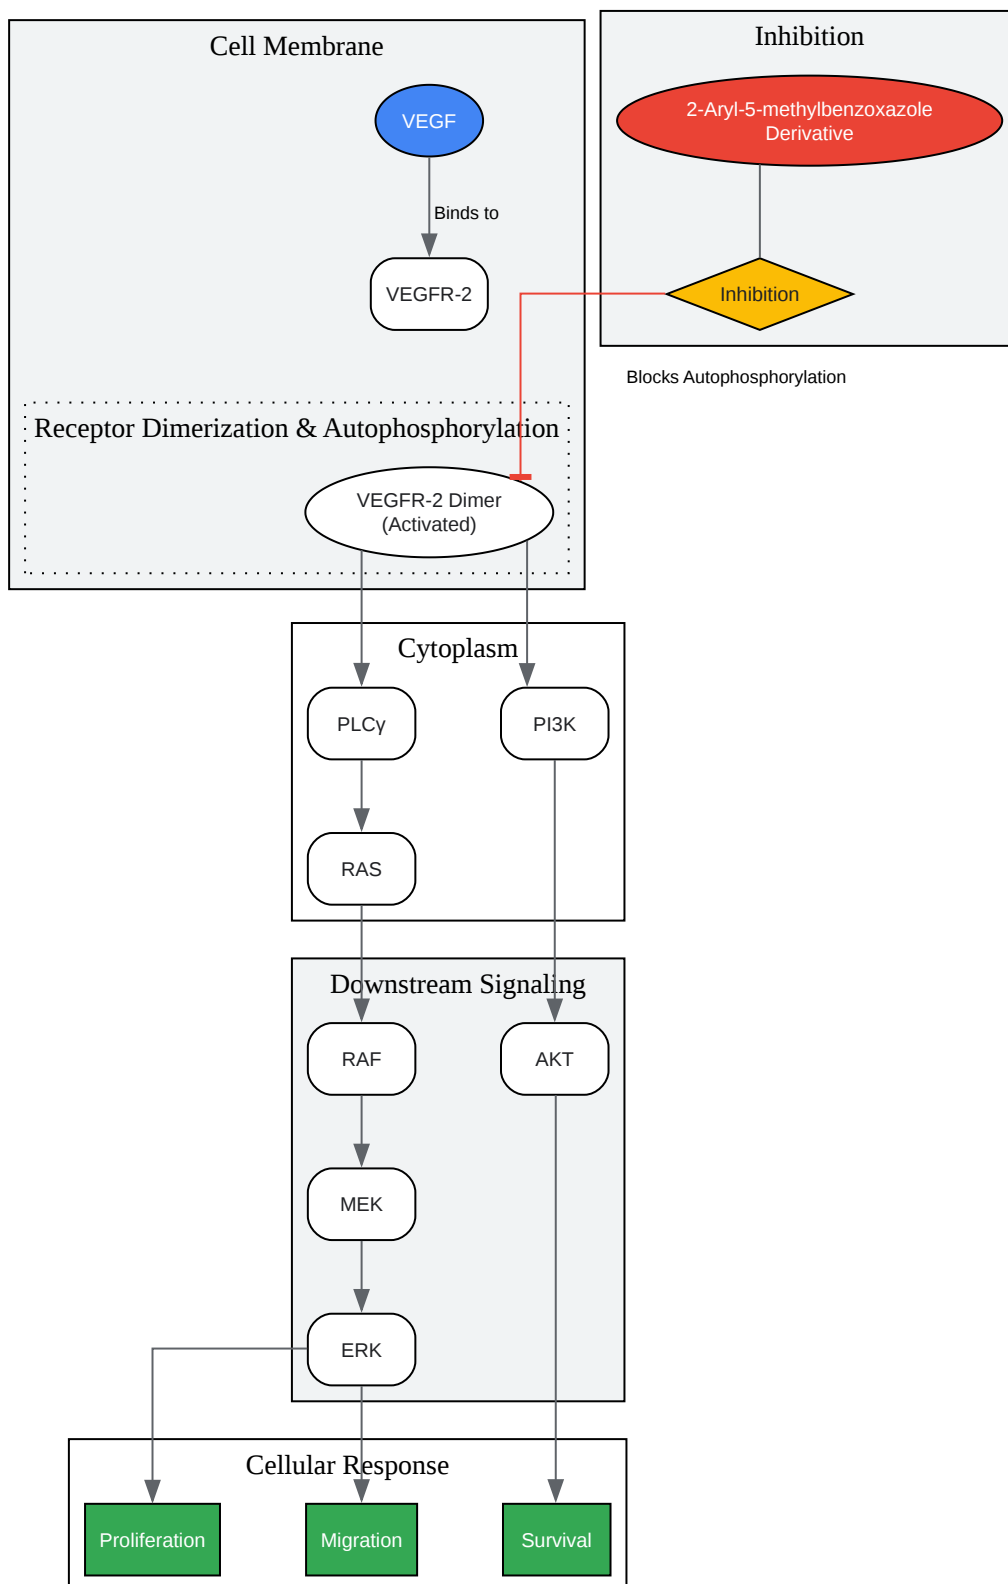 Cell Membrane
Inhibition
VEGF
2-Aryl-5-methylbenzoxazole
Derivative
Binds to
VEGFR-2
Inhibition
Blocks Autophosphorylation
Receptor Dimerization & Autophosphorylation
VEGFR-2 Dimer
(Activated)
Cytoplasm
PLCγ
PI3K
RAS
Downstream Signaling
RAF
AKT
MEK
ERK
Cellular Response
Proliferation
Migration
Survival